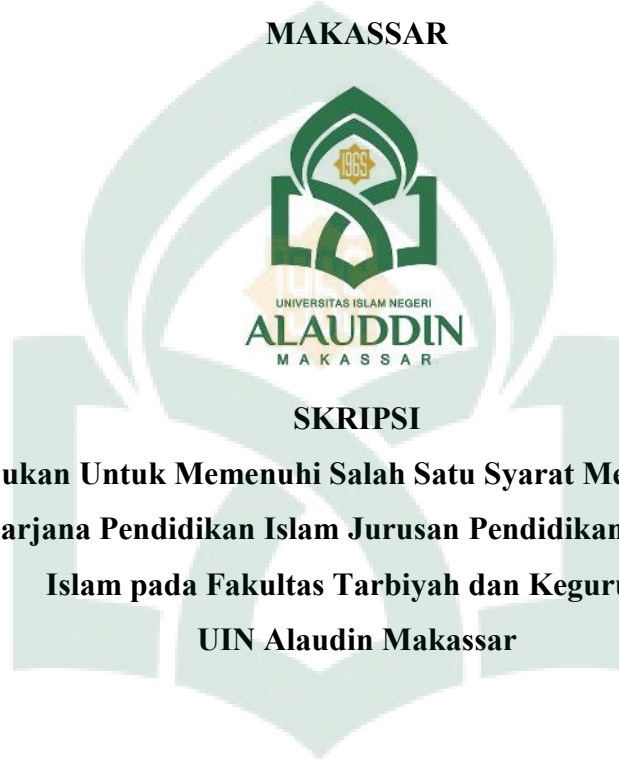 MAKASSAR
1965
UNIVERSITAS ISLAM NEGERI
ALAUDDIN
MAKASSAR
SKRIPSI
ukan Untuk Memenuhi Salah Satu Syarat Me
arjana Pendidikan Islam Jurusan Pendidikan
Islam pada Fakultas Tarbiyah dan Kegur
UIN Alaudin Makassar